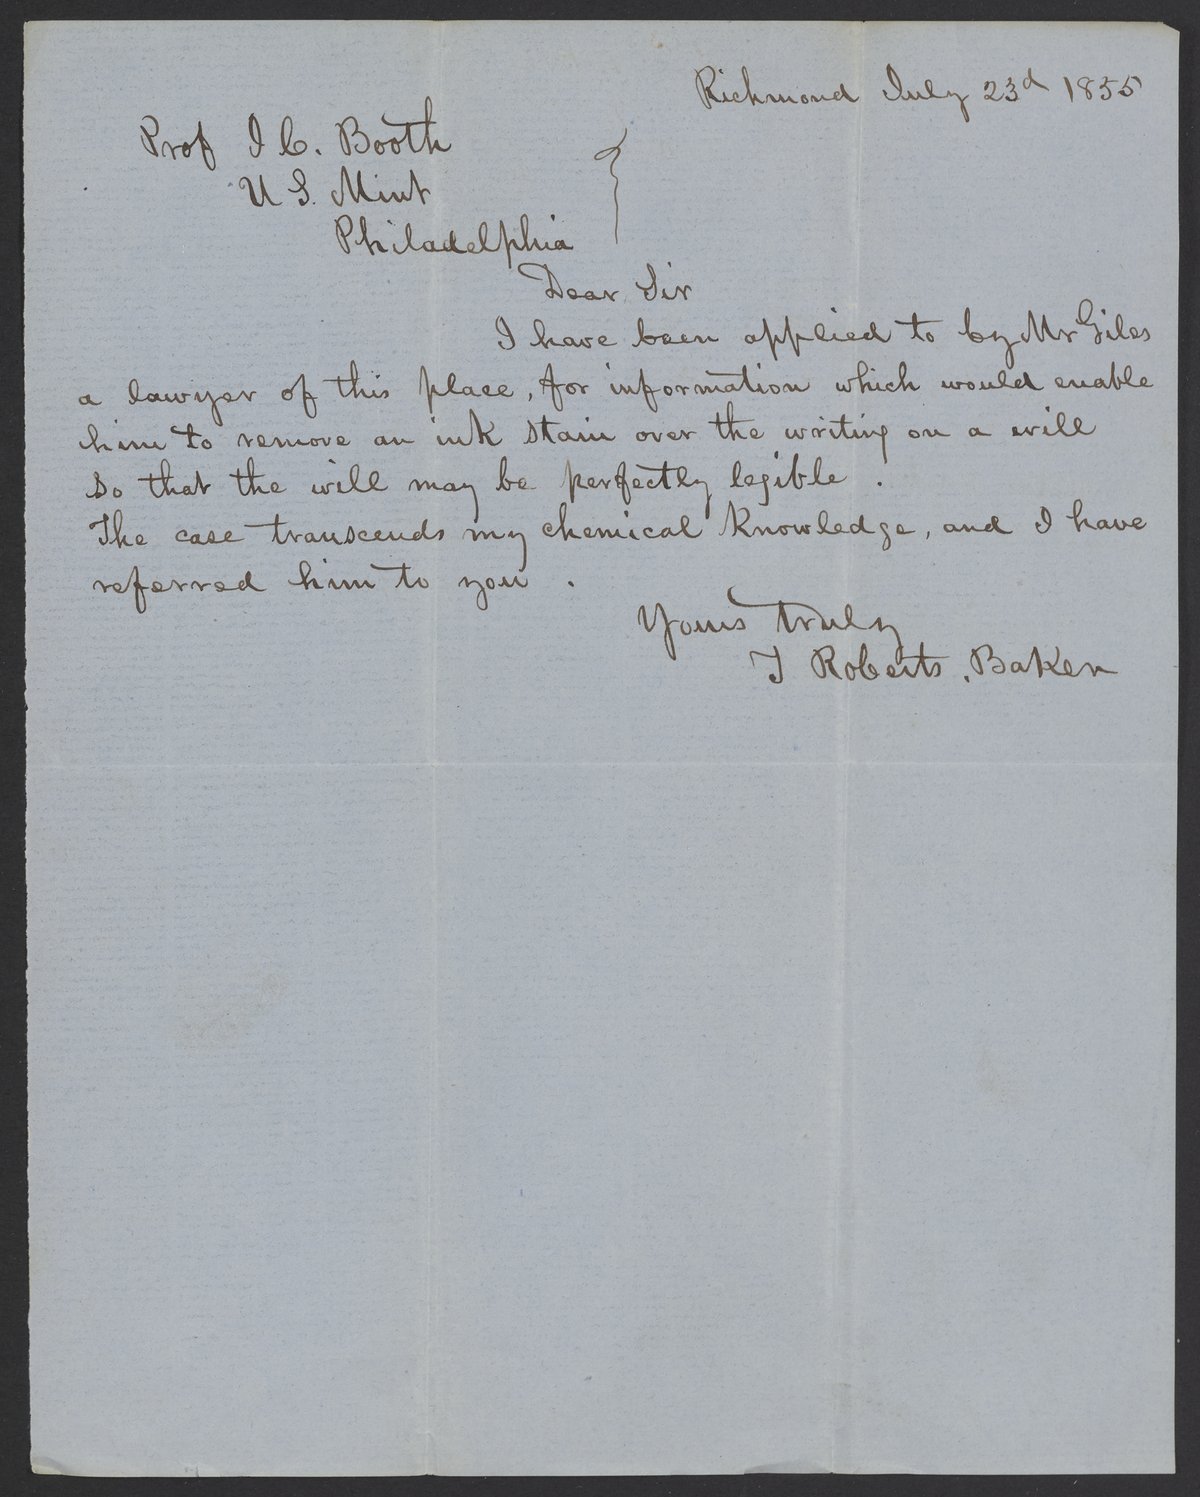 Richmond July 23d 1855
Prof J C. Booth
U S. Mint
Philadelphia
Dear Sir
I have been applied to by Mr Giles
a lawyer of this place, for information which would enable
him to remove an ink stain over the writing on a will
so that the will may be perfectly legible.
The case transcends my chemical knowledge, and I have
referred him to you.
Yours truly
T Roberts Baker